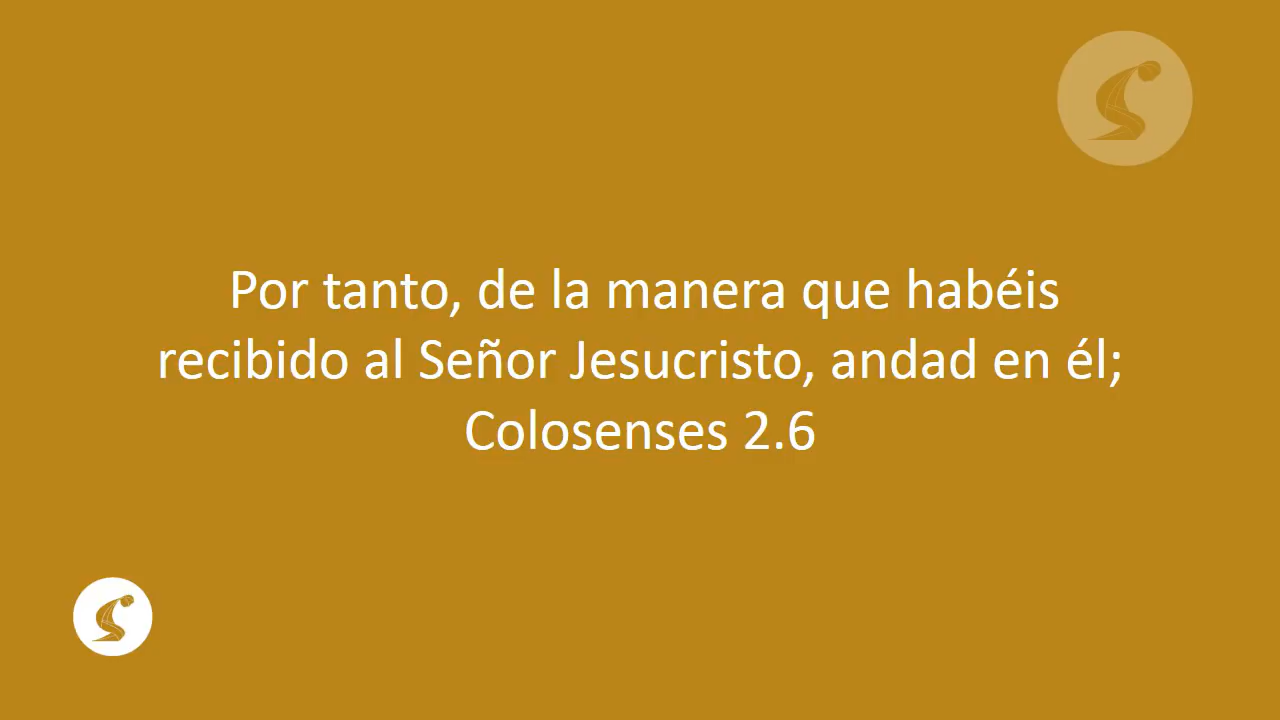 Por tanto, de la manera que habéis
recibido al Señor Jesucristo, andad en él;
Colosenses 2.6